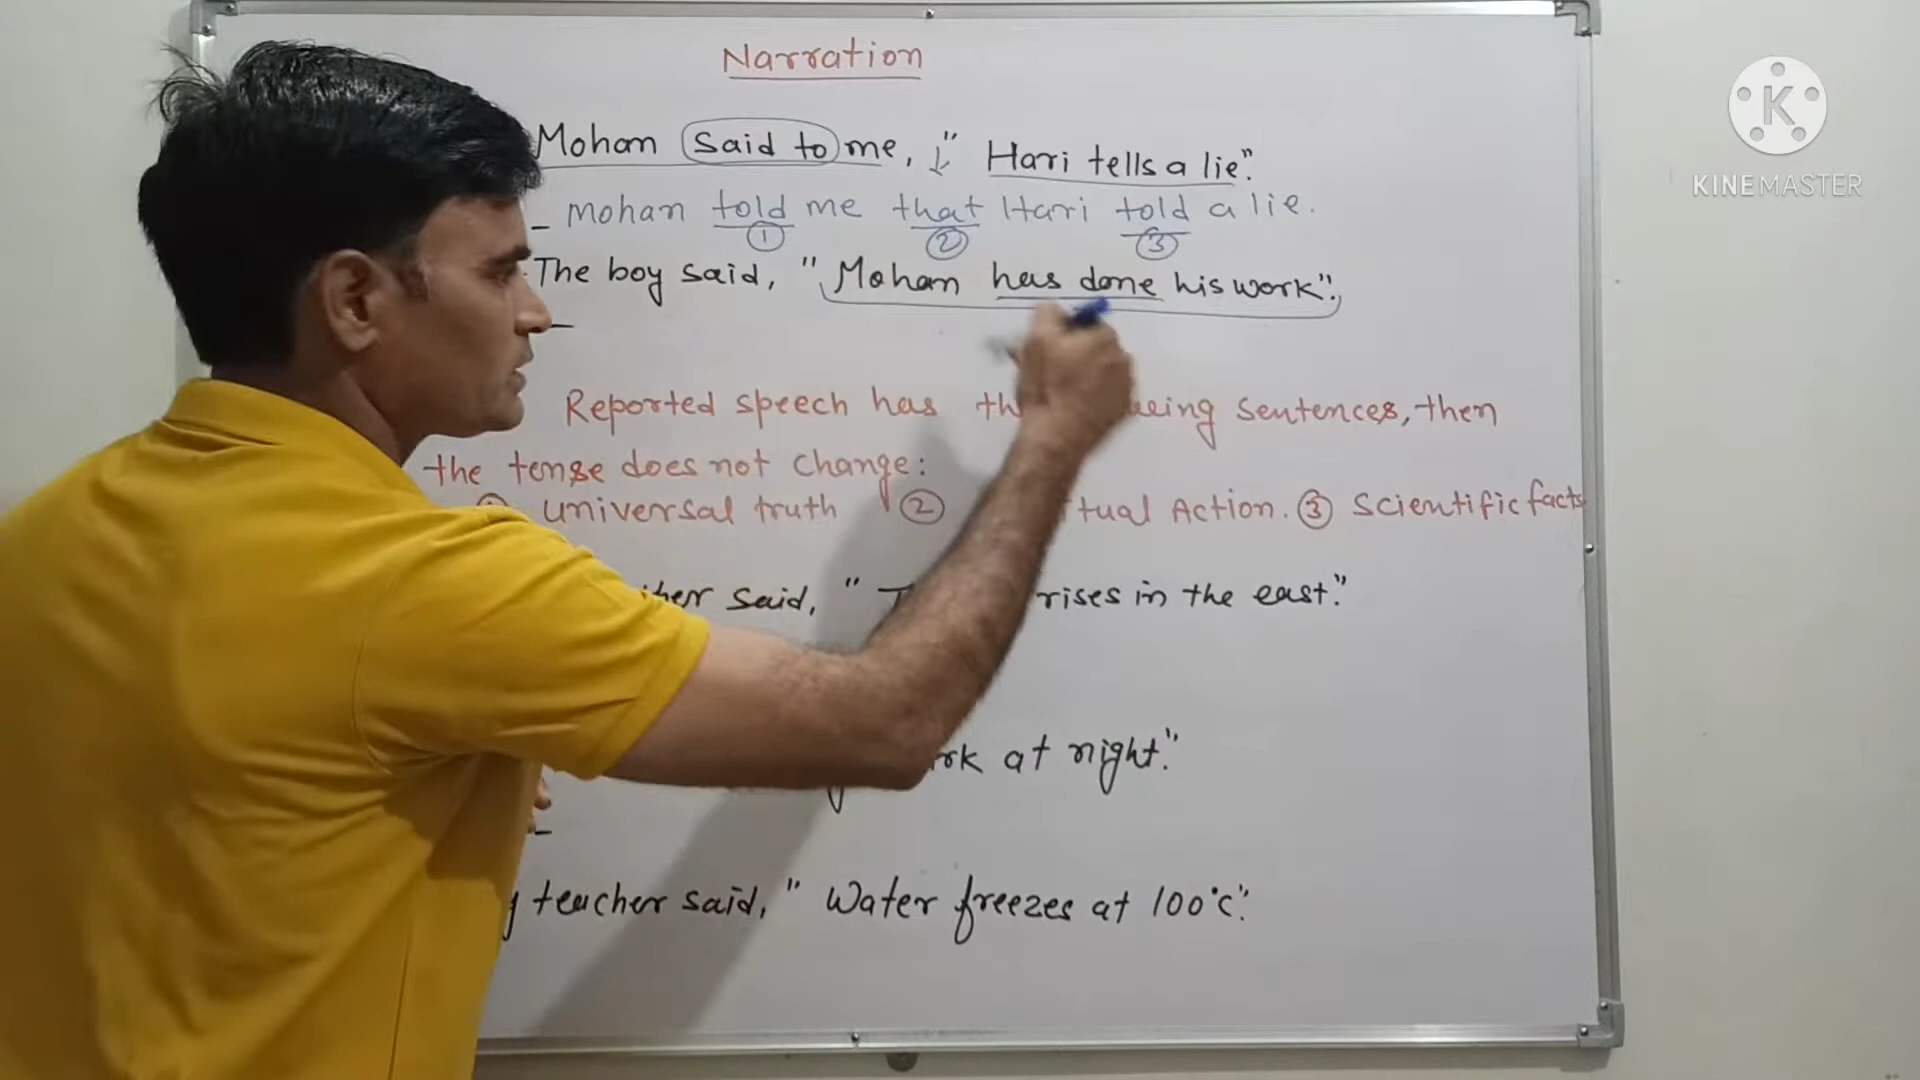 Narration
Mohan said to me, " Hari tells a lie".
- Mohan told me that Hari told a lie.
① ② ③
The boy said, " Mohan has done his work".
-
Reported speech has sentences, then
the tense does not change:
universal truth ② Action. ③ Scientific facts
said, " rises in the east."
at night."
-
teacher said, " Water freezes at 100°c".
K
KINEMASTER